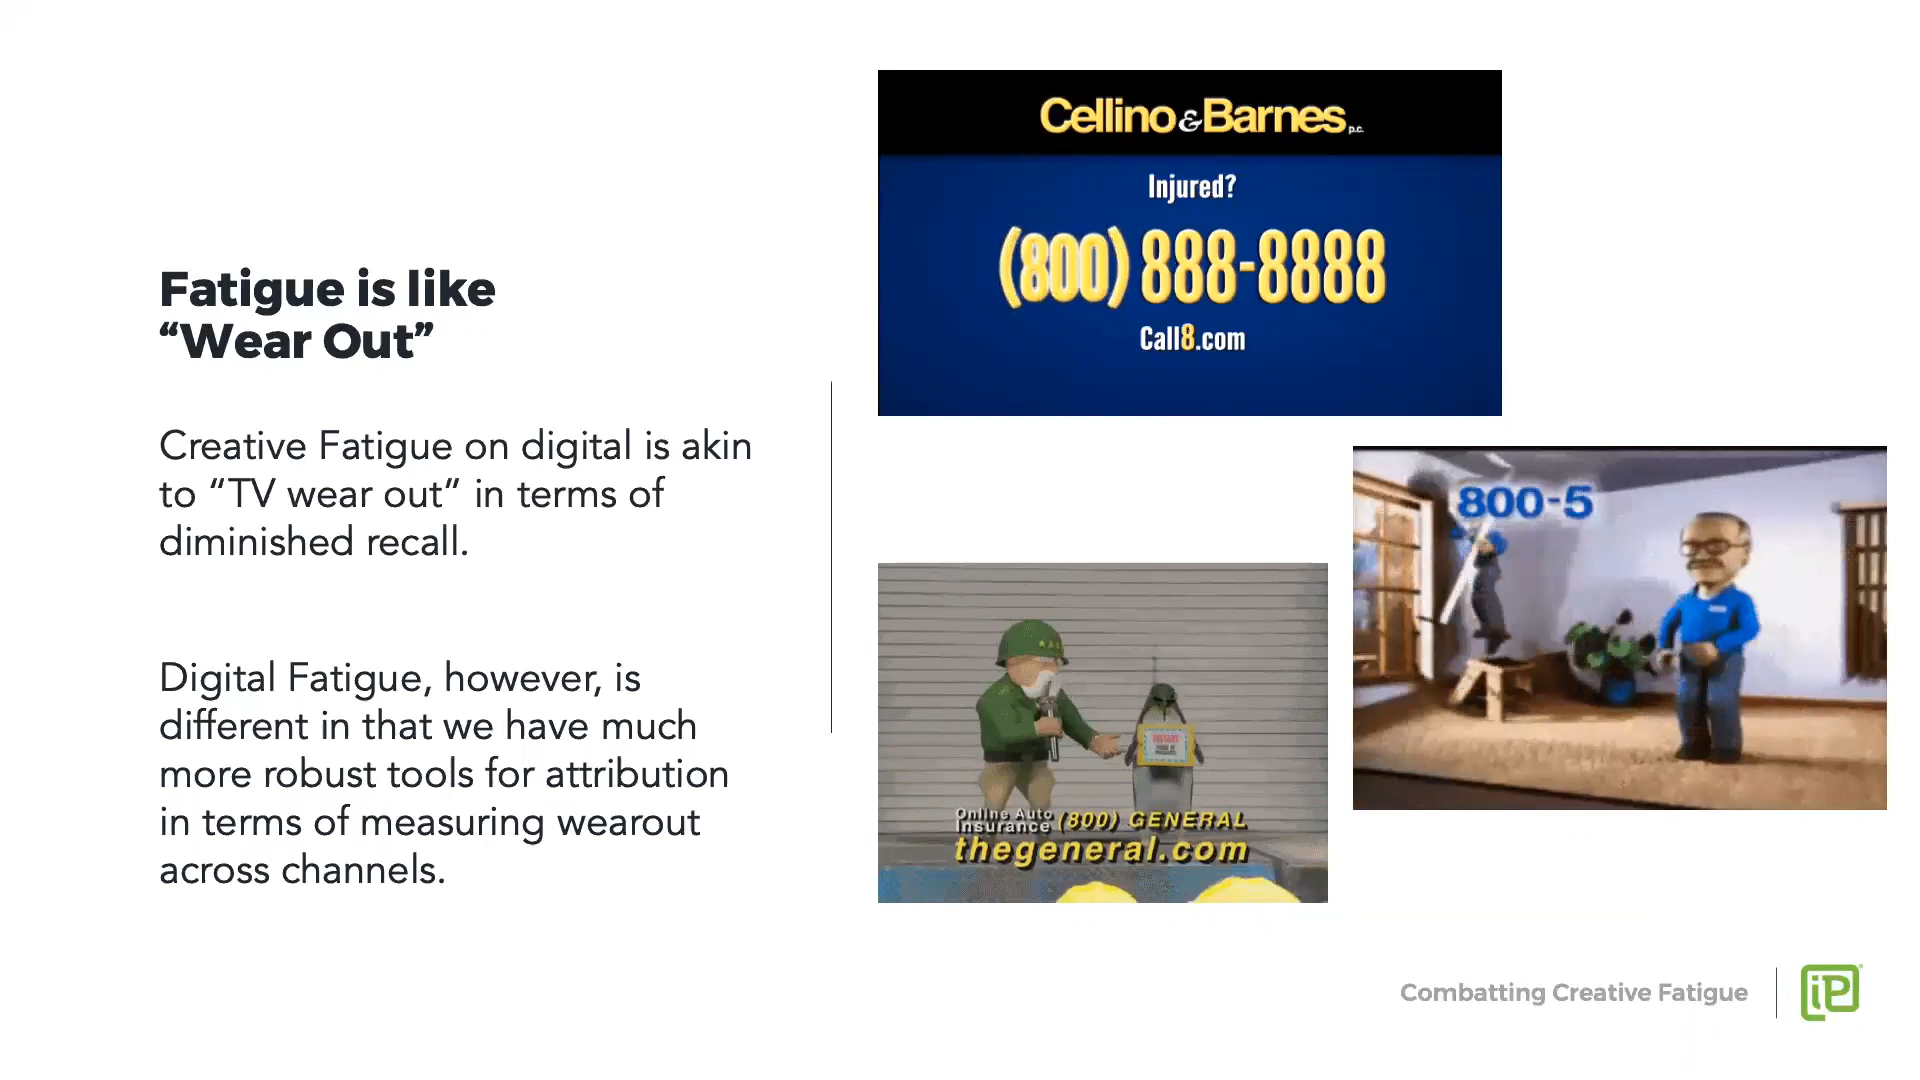 Fatigue is like
“Wear Out”
Creative Fatigue on digital is akin
to “TV wear out” in terms of
diminished recall.
Digital Fatigue, however, is
different in that we have much
more robust tools for attribution
in terms of measuring wearout
across channels.
Cellino & Barnes p.c.
Injured?
(800) 888-8888
Call8.com
800-5
Online Auto
Insurance (800) GENERAL
thegeneral.com
Combatting Creative Fatigue
iP